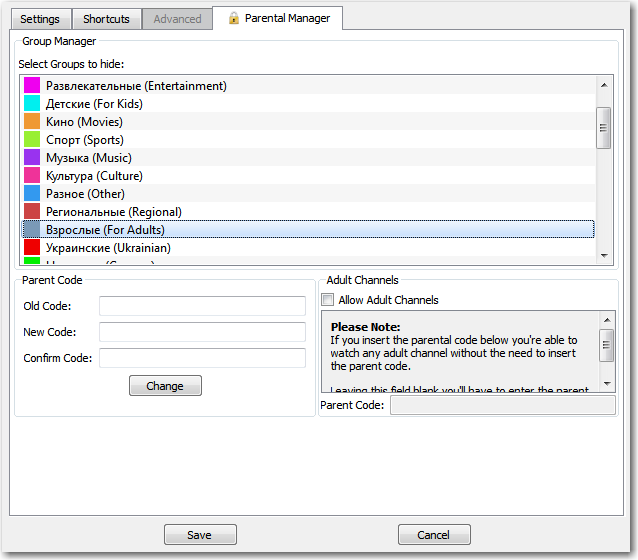 Settings Shortcuts Advanced Parental Manager
Group Manager
Select Groups to hide:
Развлекательные (Entertainment)
Детские (For Kids)
Кино (Movies)
Спорт (Sports)
Музыка (Music)
Культура (Culture)
Разное (Other)
Региональные (Regional)
Взрослые (For Adults)
Украинские (Ukrainian)
Parent Code
Old Code:
New Code:
Confirm Code:
Change
Adult Channels
Allow Adult Channels
Please Note:
If you insert the parental code below you're able to
watch any adult channel without the need to insert
the parent code.
Leaving this field blank you'll have to enter the parent
Parent Code:
Save Cancel